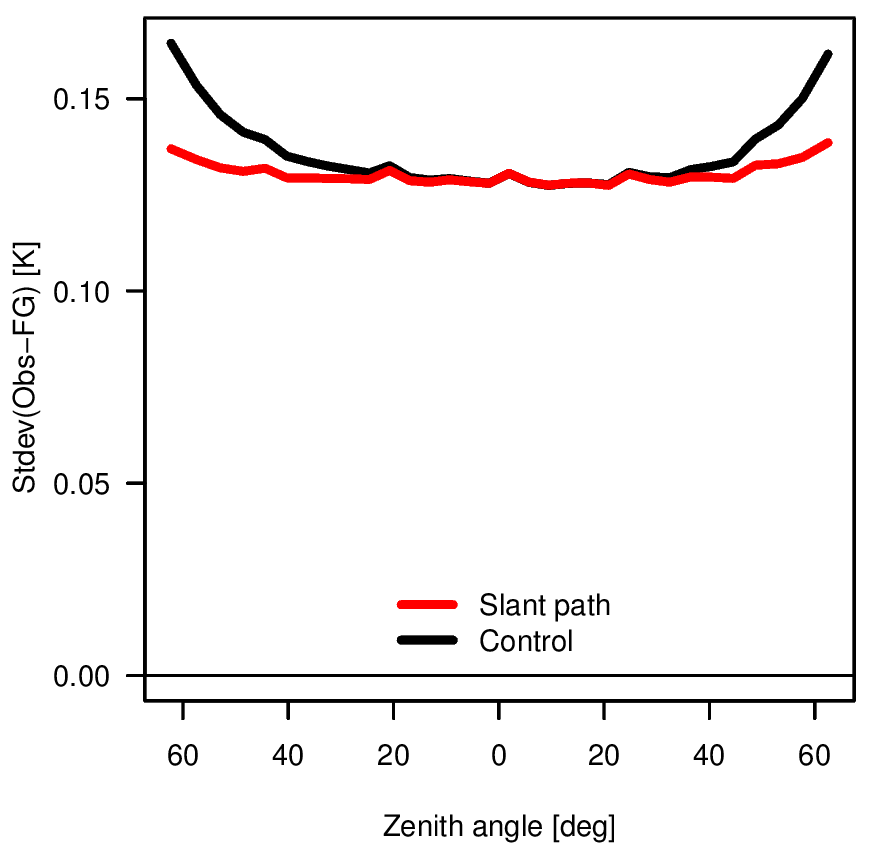 0.15
0.10
0.05
0.00
Stdev(Obs−FG) [K]
Slant path
Control
60 40 20 0 20 40 60
Zenith angle [deg]